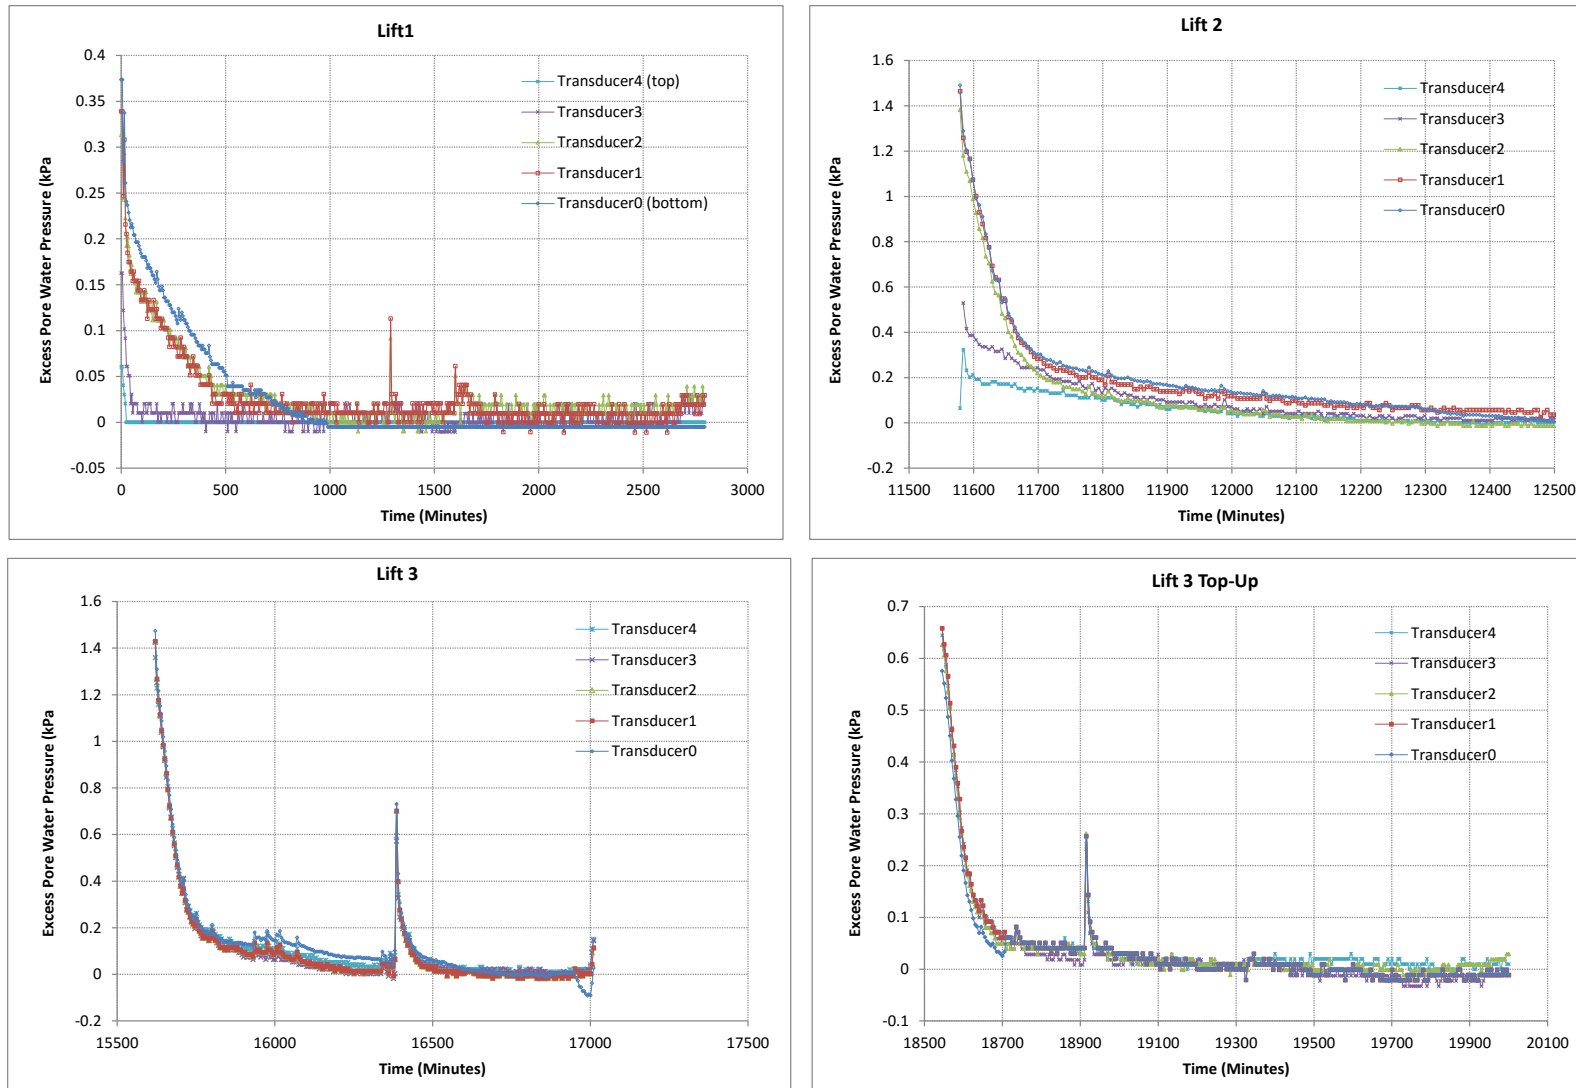 Lift1
0.4
0.35
0.3
0.25
0.2
0.15
0.1
0.05
0
-0.05
Excess Pore Water Pressure (kPa
Transducer4 (top)
Transducer3
Transducer2
Transducer1
Transducer0 (bottom)
0 500 1000 1500 2000 2500 3000
Time (Minutes)
Lift 2
1.6
1.4
1.2
1
0.8
0.6
0.4
0.2
0
-0.2
Excess Pore Water Pressure (kPa
Transducer4
Transducer3
Transducer2
Transducer1
Transducer0
11500 11600 11700 11800 11900 12000 12100 12200 12300 12400 12500
Time (Minutes)
Lift 3
1.6
1.4
1.2
1
0.8
0.6
0.4
0.2
0
-0.2
Excess Pore Water Pressure (kPa
Transducer4
Transducer3
Transducer2
Transducer1
Transducer0
15500 16000 16500 17000 17500
Time (Minutes)
Lift 3 Top-Up
0.7
0.6
0.5
0.4
0.3
0.2
0.1
0
-0.1
Excess Pore Water Pressure (kPa
Transducer4
Transducer3
Transducer2
Transducer1
Transducer0
18500 18700 18900 19100 19300 19500 19700 19900 20100
Time (Minutes)